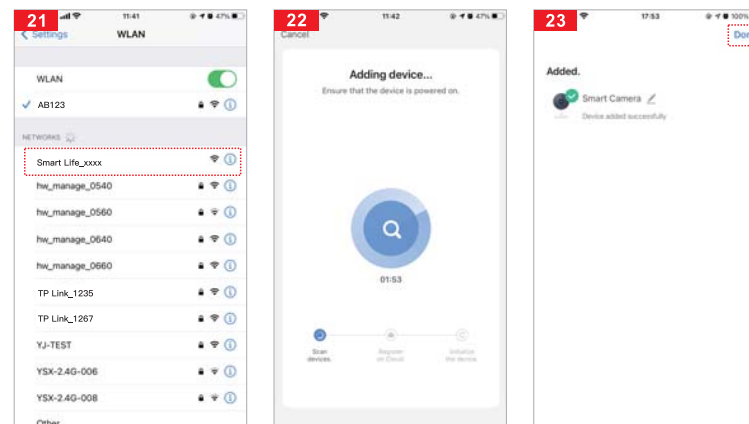 21
11:41
47%
Settings
WLAN
WLAN
AB123
NETWORKS
Smart Life_xxxx
hw_manage_0540
hw_manage_0560
hw_manage_0640
hw_manage_0660
TP Link_1235
TP Link_1267
YJ-TEST
YSX-2.4G-006
YSX-2.4G-008
Other
22
11:42
47%
Cancel
Adding device...
Ensure that the device is powered on.
01:53
Scan
devices.
Register
on Cloud.
Initialize
the device.
23
17:53
100%
Don
Added.
Smart Camera
Device added successfully